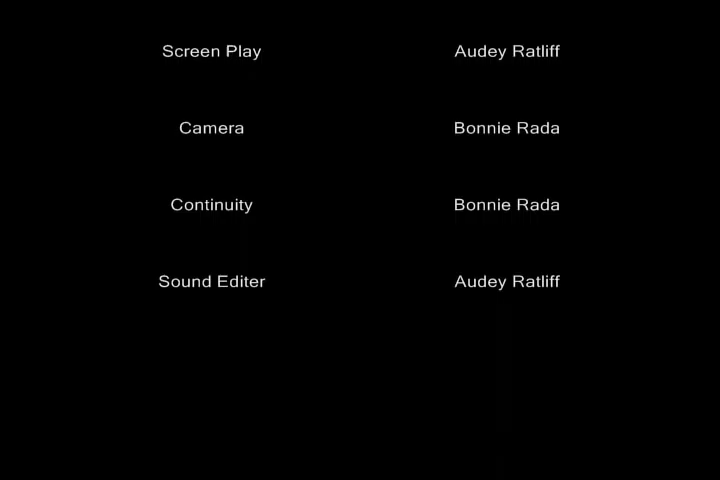 Screen Play Audey Ratliff
Camera Bonnie Rada
Continuity Bonnie Rada
Sound Editer Audey Ratliff